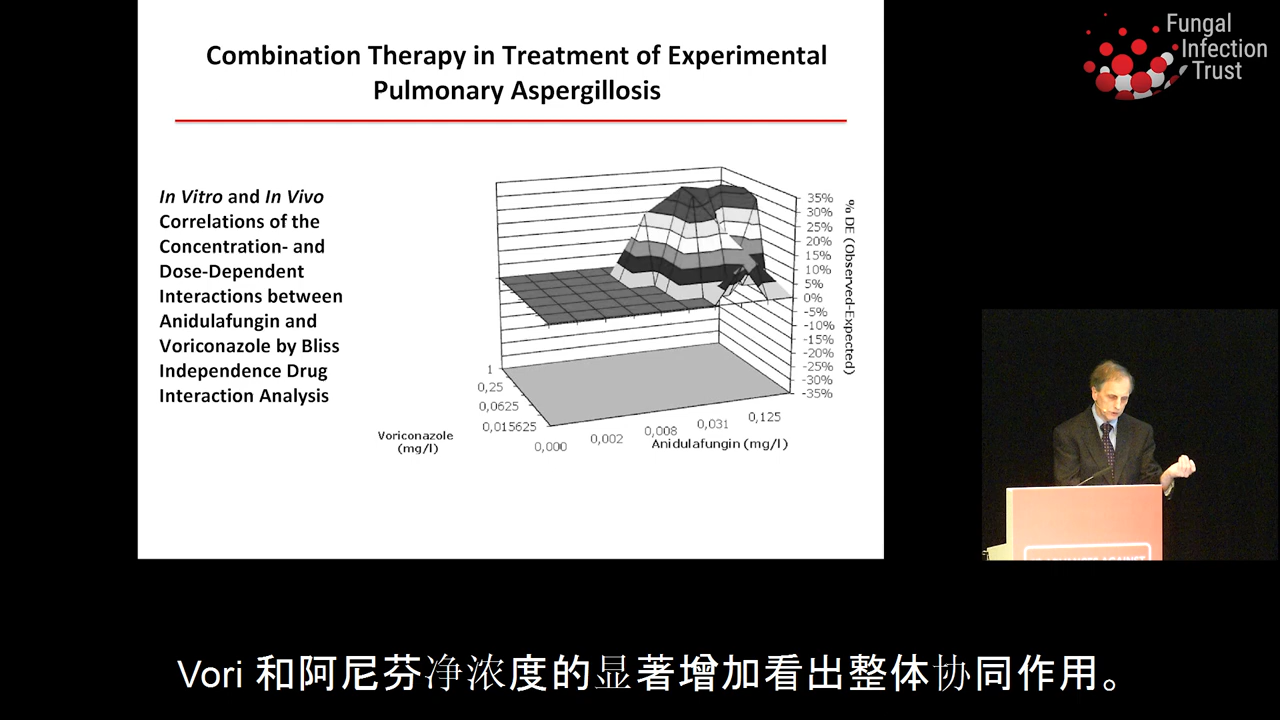 Combination Therapy in Treatment of Experimental
Pulmonary Aspergillosis
Fungal
Infection
Trust
In Vitro and In Vivo
Correlations of the
Concentration- and
Dose-Dependent
Interactions between
Anidulafungin and
Voriconazole by Bliss
Independence Drug
Interaction Analysis
35%
30%
25%
20%
15%
10%
5%
0%
-5%
-10%
-15%
-20%
-25%
-30%
-35%
% DE (Observed-Expected)
1
0,25
0,0625
0,015625
Voriconazole
(mg/l)
0,000
0,002
0,008
0,031
0,125
Anidulafungin (mg/l)
Vori 和阿尼芬净浓度的显著增加看出整体协同作用。